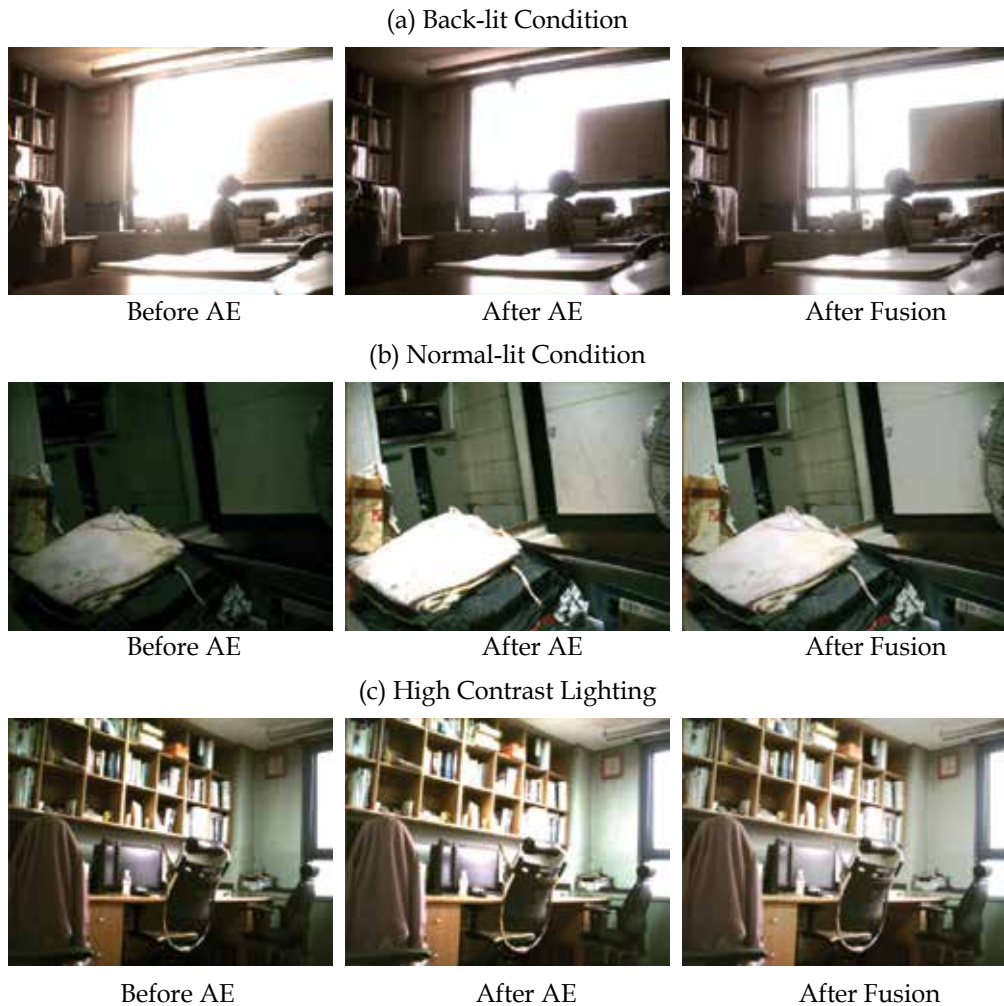 (a) Back-lit Condition
Before AE After AE After Fusion
(b) Normal-lit Condition
Before AE After AE After Fusion
(c) High Contrast Lighting
Before AE After AE After Fusion